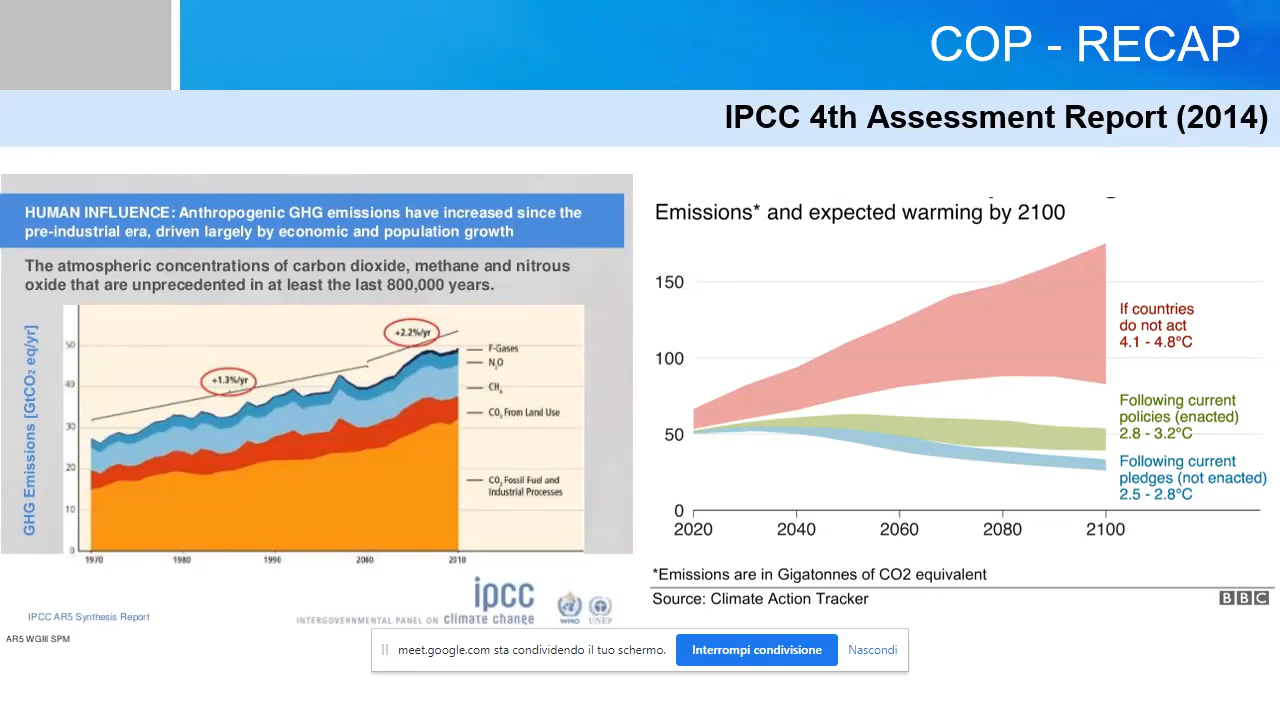 COP - RECAP
IPCC 4th Assessment Report (2014)
HUMAN INFLUENCE: Anthropogenic GHG emissions have increased since the
pre-industrial era, driven largely by economic and population growth
The atmospheric concentrations of carbon dioxide, methane and nitrous
oxide that are unprecedented in at least the last 800,000 years.
GHG Emissions [GtCO₂ eq/yr]
50
40
30
20
10
0
+1.3%/yr
+2.2%/yr
F-Gases
N₂O
CH₄
CO₂ From Land Use
CO₂ Fossil Fuel and
Industrial Processes
1970 1980 1990 2000 2010
ipcc
INTERGOVERNMENTAL PANEL ON climate change
WMO UNEP
IPCC AR5 Synthesis Report
AR5 WGIII SPM
Emissions* and expected warming by 2100
150
100
50
0
2020 2040 2060 2080 2100
If countries
do not act
4.1 - 4.8°C
Following current
policies (enacted)
2.8 - 3.2°C
Following current
pledges (not enacted)
2.5 - 2.8°C
*Emissions are in Gigatonnes of CO2 equivalent
Source: Climate Action Tracker
BBC
meet.google.com sta condividendo il tuo schermo.
Interrompi condivisione
Nascondi